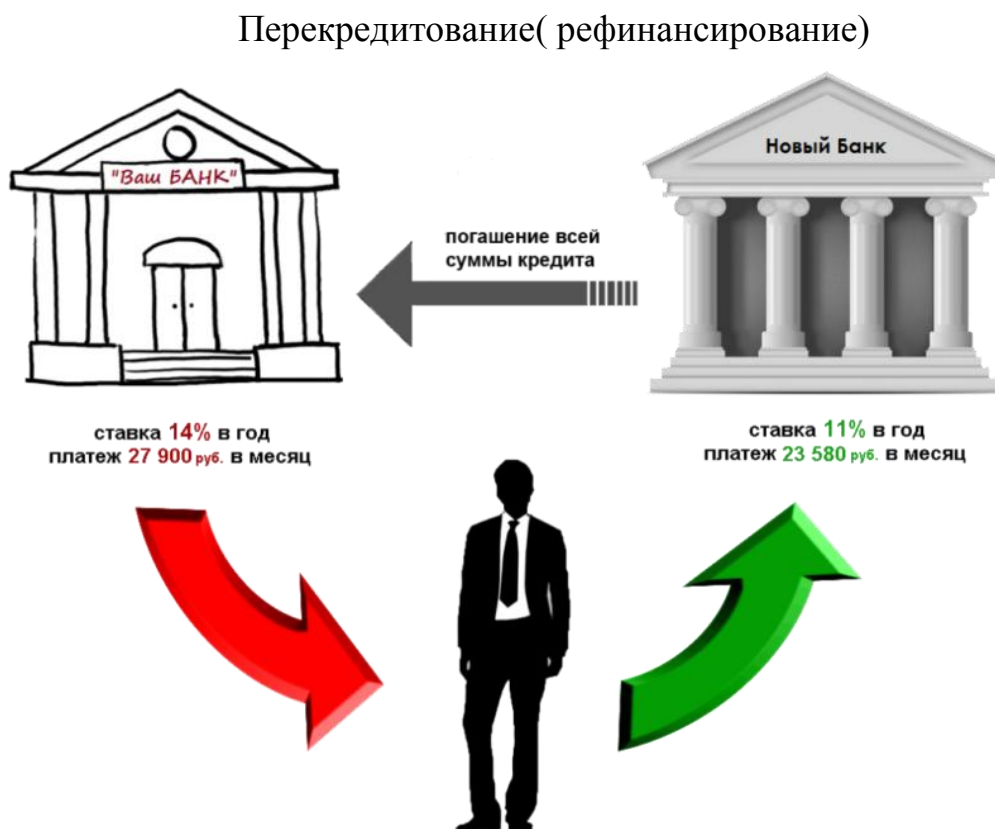 Перекредитование( рефинансирование)
"Ваш БАНК"
Новый Банк
погашение всей
суммы кредита
ставка 14% в год
платеж 27 900 руб. в месяц
ставка 11% в год
платеж 23 580 руб. в месяц